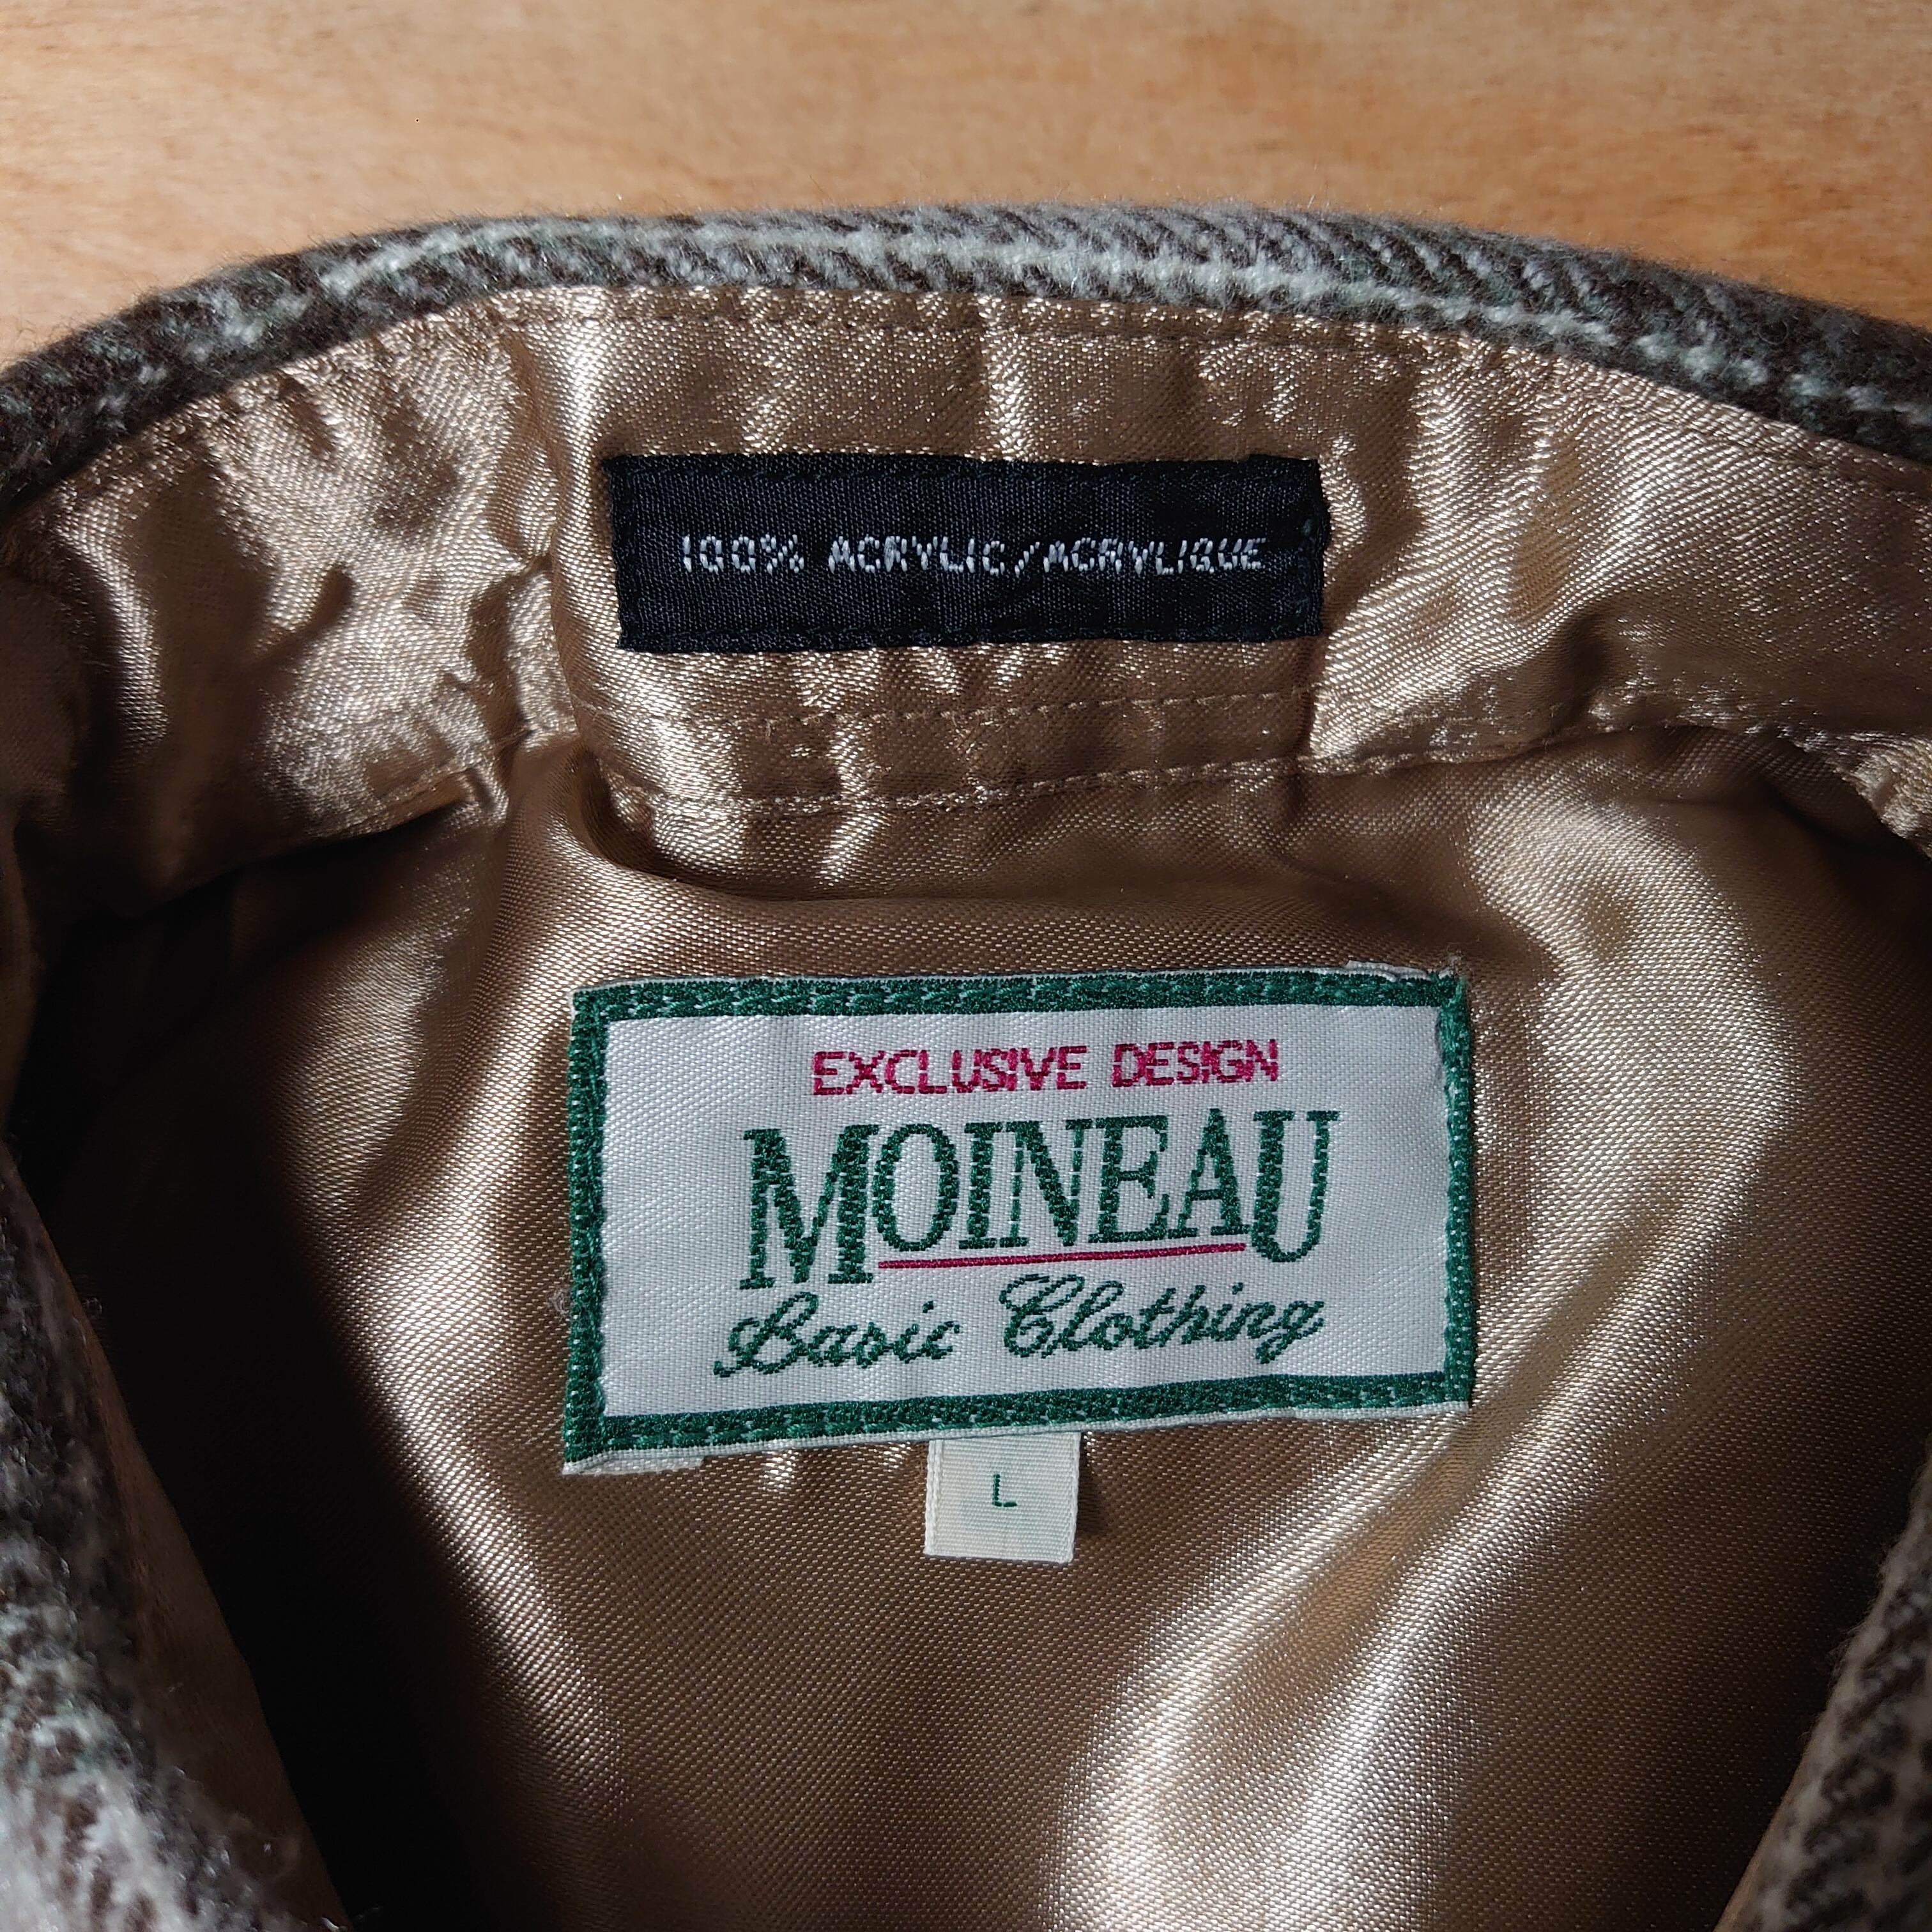 100% ACRYLIC/ACRYLIQUE
EXCLUSIVE DESIGN
MOINEAU
Basic Clothing
L